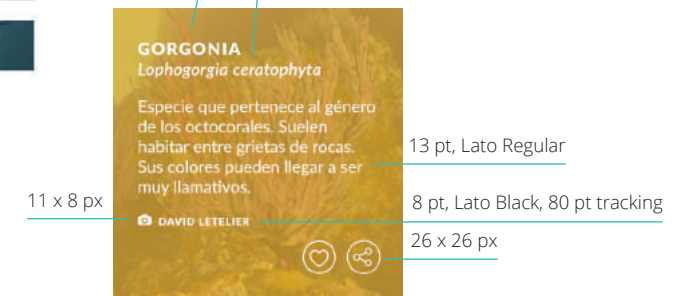 GORGONIA
Lophogorgia ceratophyta
Especie que pertenece al género
de los octocorales. Suelen
habitar entre grietas de rocas.
Sus colores pueden llegar a ser
muy llamativos.
DAVID LETELIER
11 x 8 px
13 pt, Lato Regular
8 pt, Lato Black, 80 pt tracking
26 x 26 px